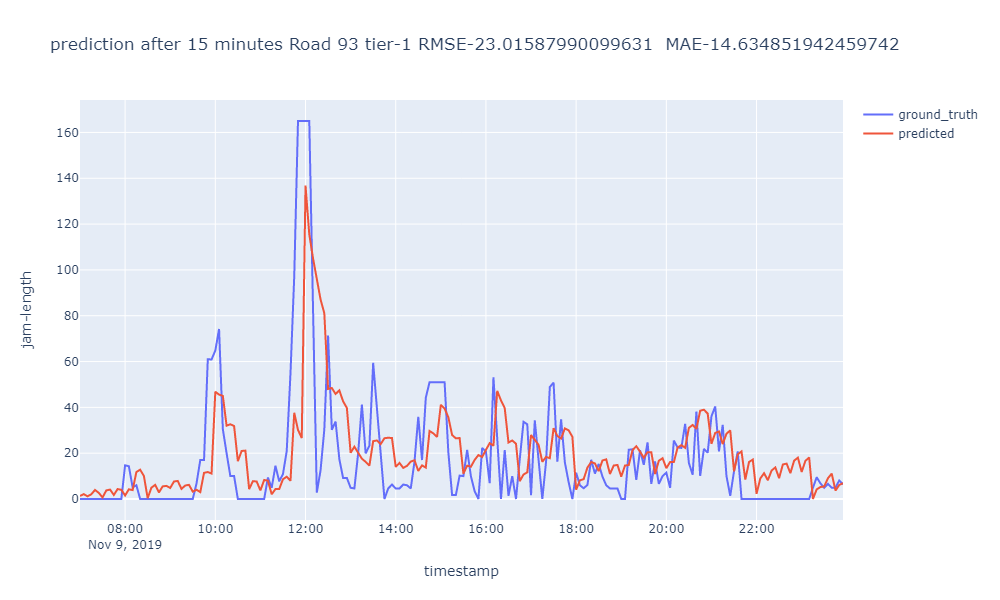 prediction after 15 minutes Road 93 tier-1 RMSE-23.01587990099631  MAE-14.634851942459742
ground_truth
predicted
160
140
120
100
80
60
40
20
0
jam-length
08:00 10:00 12:00 14:00 16:00 18:00 20:00 22:00
Nov 9, 2019
timestamp